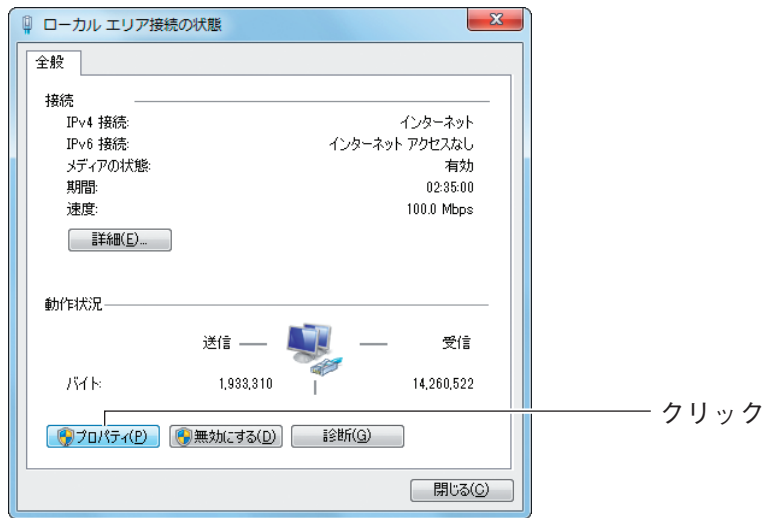 ローカル エリア接続の状態
全般
接続
IPv4 接続: インターネット
IPv6 接続: インターネット アクセスなし
メディアの状態: 有効
期間: 02:35:00
速度: 100.0 Mbps
詳細(E)...
動作状況
送信 受信
バイト: 1,933,310 14,260,522
プロパティ(P) 無効にする(D) 診断(G)
クリック
閉じる(C)